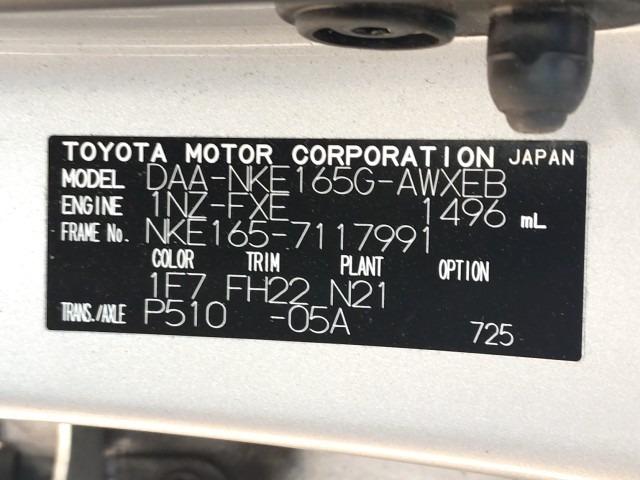 TOYOTA MOTOR CORPORATION JAPAN
MODEL DAA-NKE165G-AWXEB
ENGINE 1NZ-FXE 1496 mL
FRAME No. NKE165-7117991
COLOR TRIM PLANT OPTION
1F7 FH22 N21
TRANS./AXLE P510 -05A 725